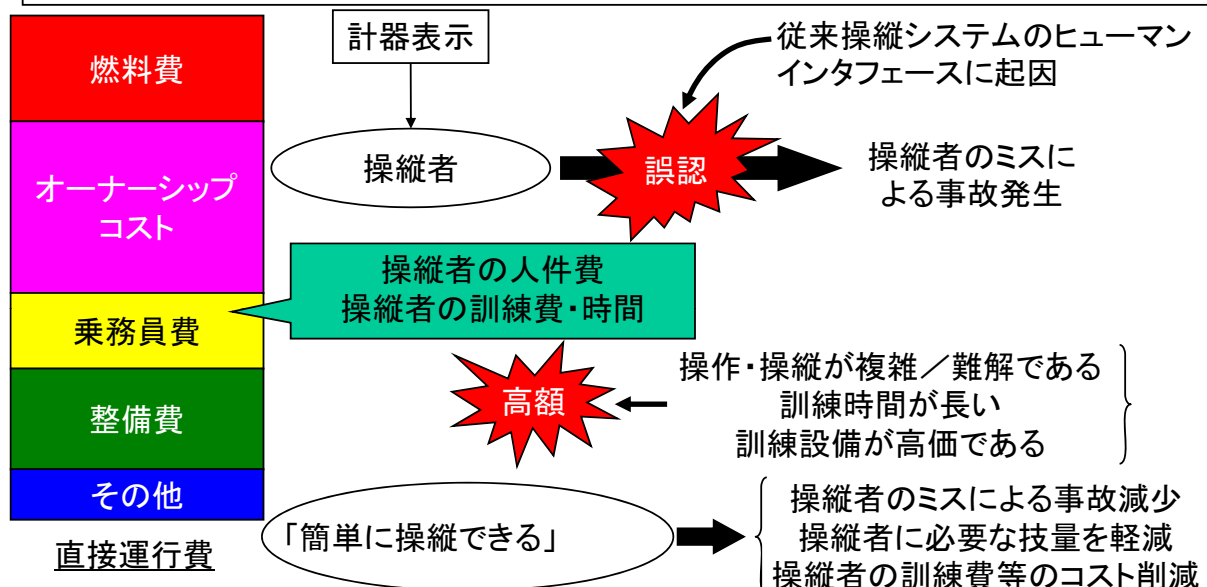 燃料費
オーナーシップ
コスト
乗務員費
整備費
その他
直接運行費
計器表示
操縦者
誤認
従来操縦システムのヒューマン
インタフェースに起因
操縦者のミスに
よる事故発生
操縦者の人件費
操縦者の訓練費・時間
高額
操作・操縦が複雑／難解である
訓練時間が長い
訓練設備が高価である
「簡単に操縦できる」
操縦者のミスによる事故減少
操縦者に必要な技量を軽減
操縦者の訓練費等のコスト削減